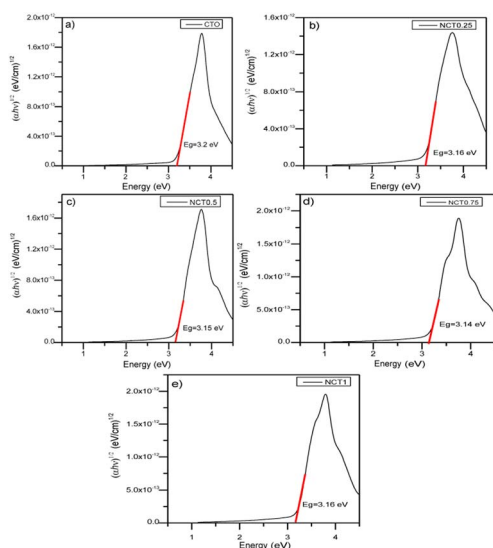 a)
CTO
2.0x10⁻¹²
1.6x10⁻¹²
1.2x10⁻¹²
8.0x10⁻¹³
4.0x10⁻¹³
0.0
(αhν)^1/2 (eV/cm)^1/2
Eg=3.2 eV
0 1 2 3 4
Energy (eV)
b)
NCT0.25
1.6x10⁻¹²
1.2x10⁻¹²
8.0x10⁻¹³
4.0x10⁻¹³
0.0
(αhν)^1/2 (eV/cm)^1/2
Eg=3.16 eV
0 1 2 3 4
Energy (eV)
c)
NCT0.5
1.6x10⁻¹²
1.2x10⁻¹²
8.0x10⁻¹³
4.0x10⁻¹³
0.0
(αhν)^1/2 (eV/cm)^1/2
Eg=3.15 eV
0 1 2 3 4
Energy (eV)
d)
NCT0.75
2.0x10⁻¹²
1.5x10⁻¹²
1.0x10⁻¹²
5.0x10⁻¹³
0.0
(αhν)^1/2 (eV/cm)^1/2
Eg=3.14 eV
0 1 2 3 4
Energy (eV)
e)
NCT1
2.0x10⁻¹²
1.5x10⁻¹²
1.0x10⁻¹²
5.0x10⁻¹³
0.0
(αhν)^1/2 (eV/cm)^1/2
Eg=3.16 eV
1 2 3 4
Energy (eV)